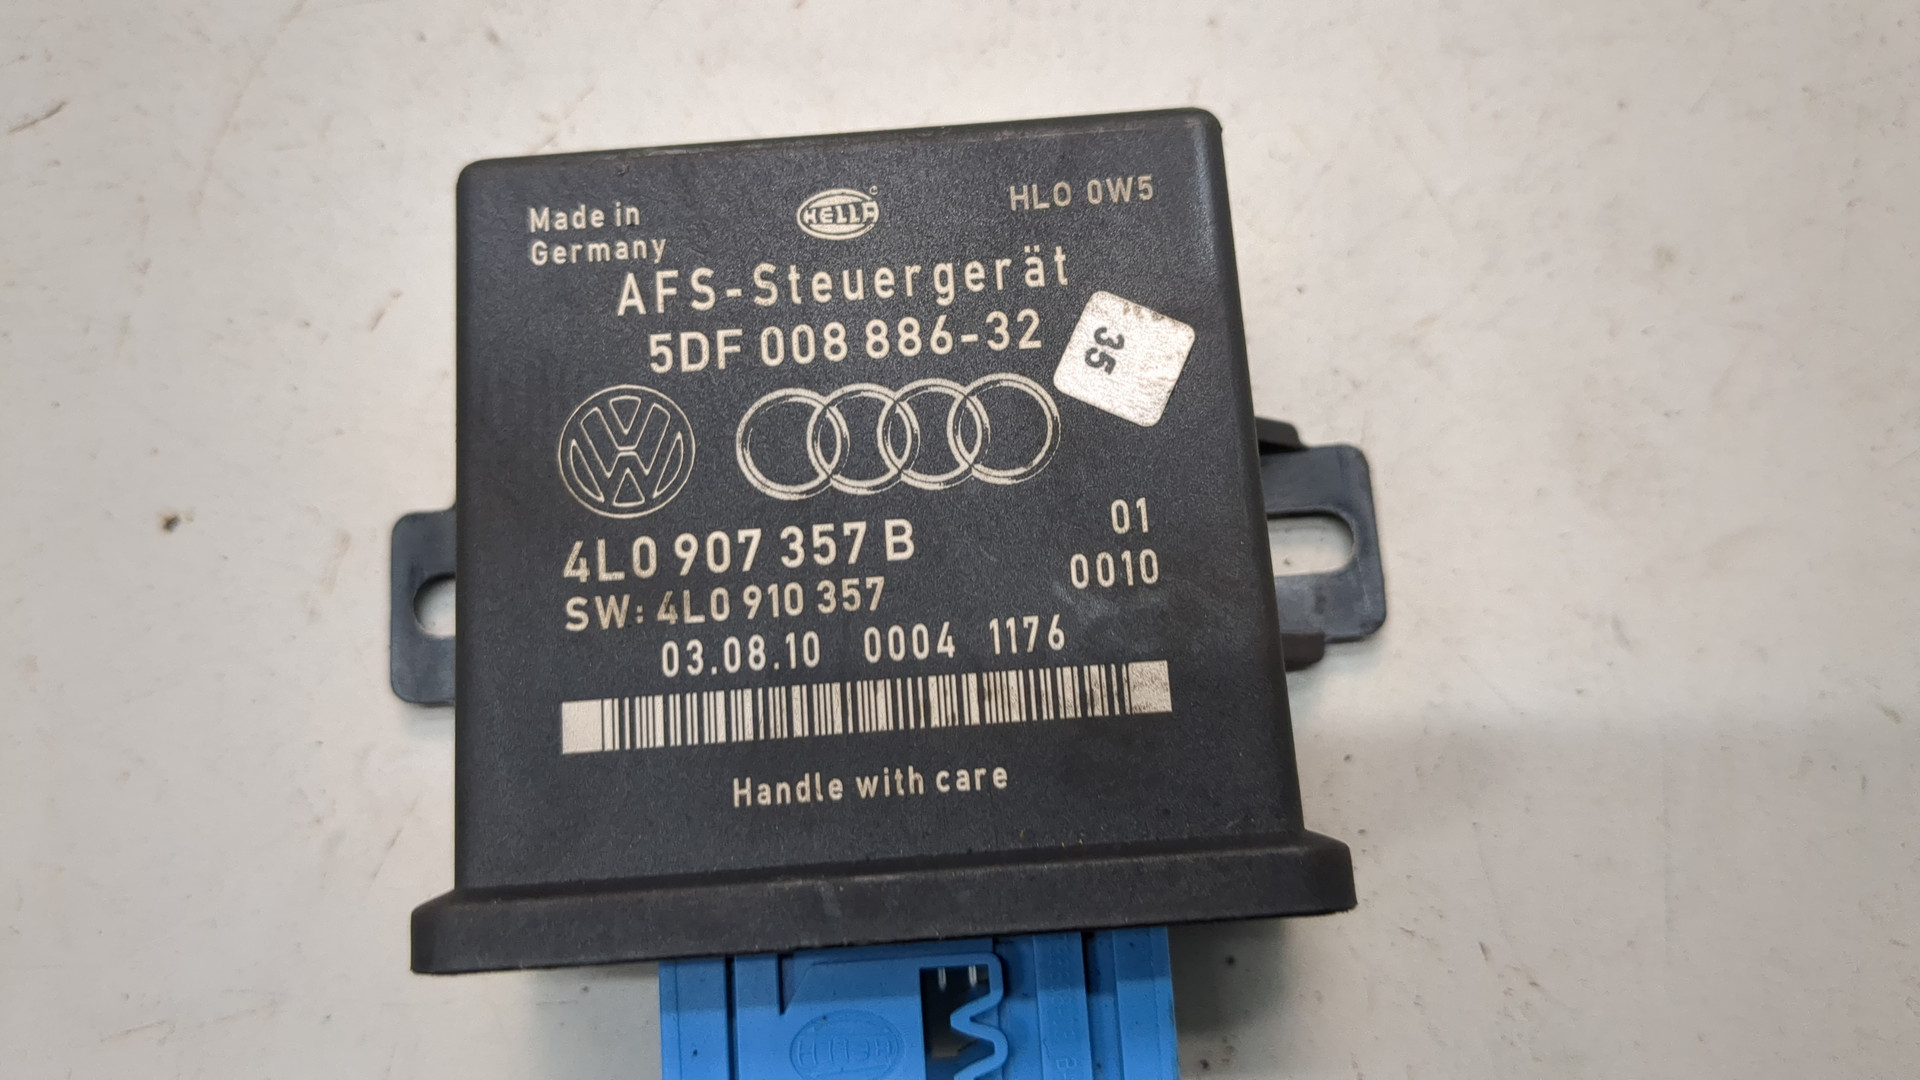 Made in
Germany
HELLA
HLO 0W5
AFS-Steuergerät
5DF 008 886-32
35
4L0 907 357 B
01
SW: 4L0 910 357
0010
03.08.10 0004 1176
Handle with care
HELLA